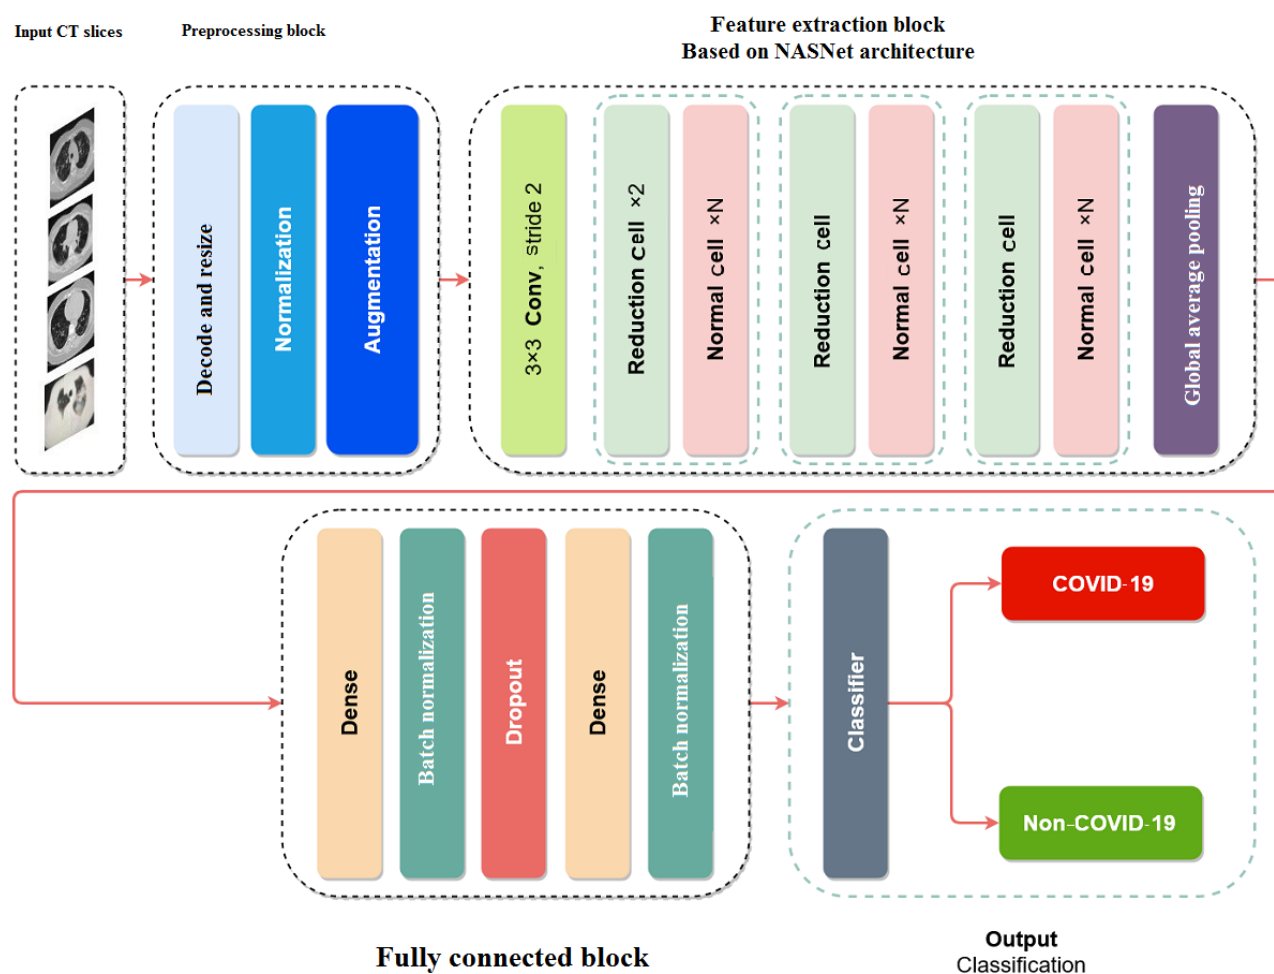 Input CT slices
Preprocessing block
Feature extraction block
Based on NASNet architecture
Decode and resize
Normalization
Augmentation
3×3 Conv, stride 2
Reduction cell ×2
Normal cell ×N
Reduction cell
Normal cell ×N
Reduction cell
Normal cell ×N
Global average pooling
Dense
Batch normalization
Dropout
Dense
Batch normalization
Classifier
COVID-19
Non-COVID-19
Fully connected block
Output
Classification